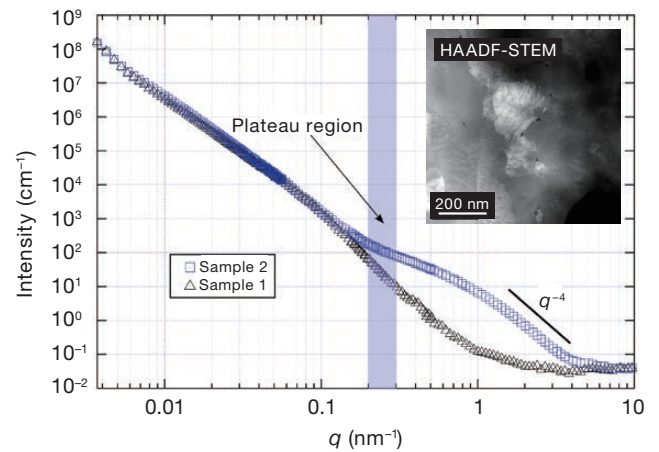 10⁹
10⁸
10⁷
10⁶
10⁵
10⁴
10³
10²
10¹
10⁰
10⁻¹
10⁻²
Intensity (cm⁻¹)
Plateau region
HAADF-STEM
200 nm
Sample 2
Sample 1
q⁻⁴
0.01 0.1 1 10
q (nm⁻¹)